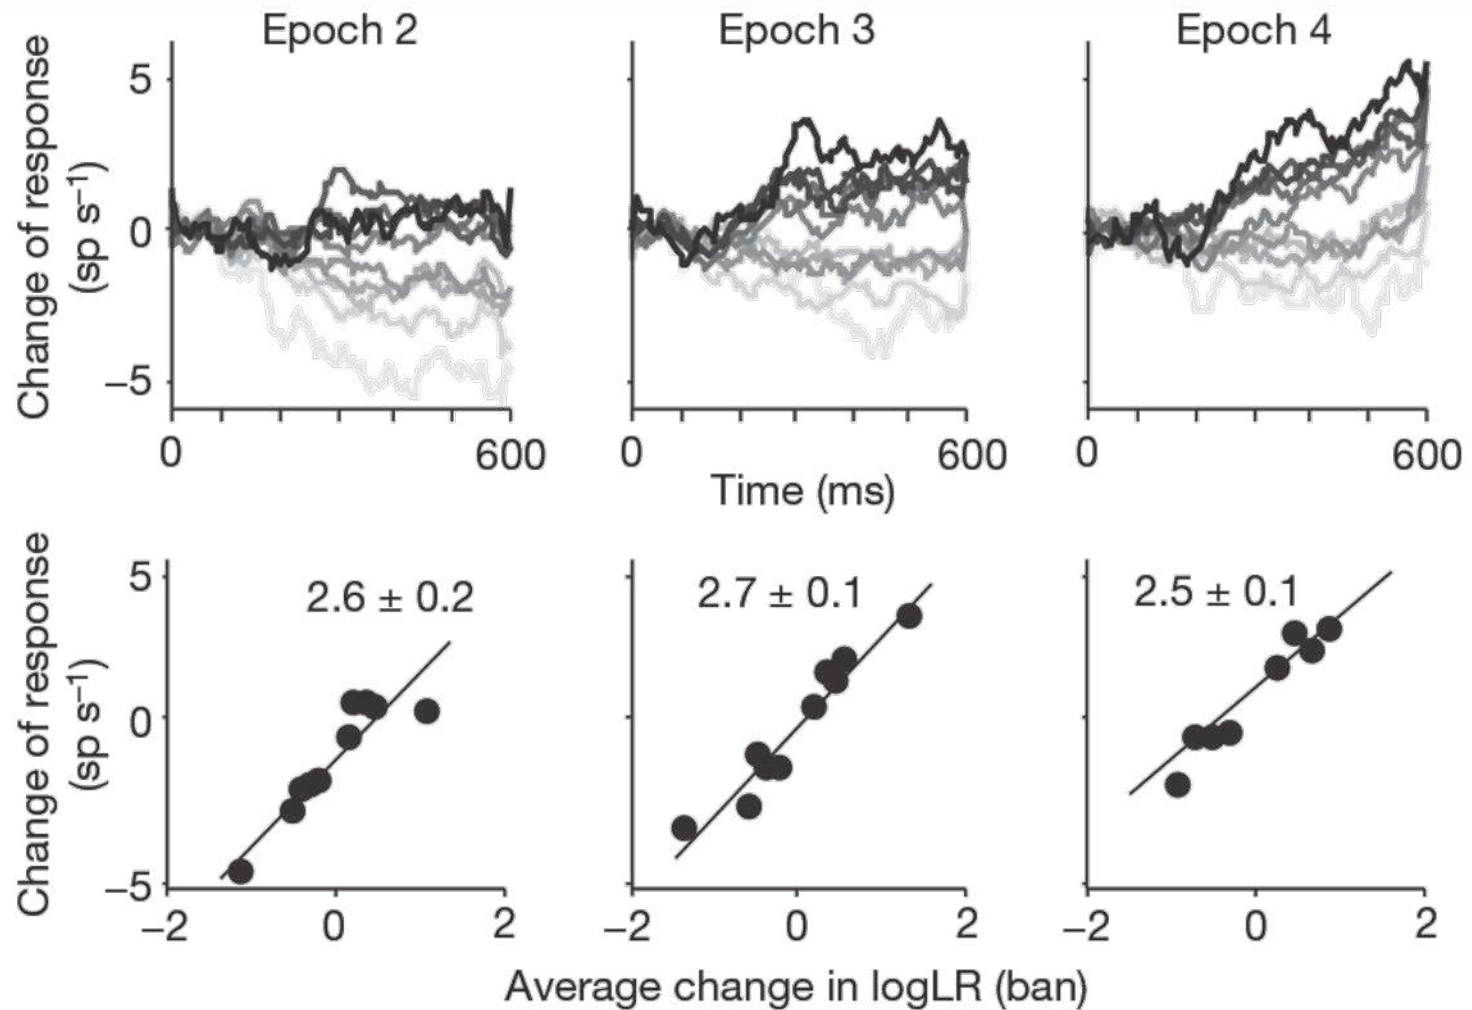 Epoch 2 Epoch 3 Epoch 4
Change of response
(sp s⁻¹)
5
0
−5
0 600 0 600 0 600
Time (ms)
Change of response
(sp s⁻¹)
5
0
−5
2.6 ± 0.2 2.7 ± 0.1 2.5 ± 0.1
−2 0 2 −2 0 2 −2 0 2
Average change in logLR (ban)